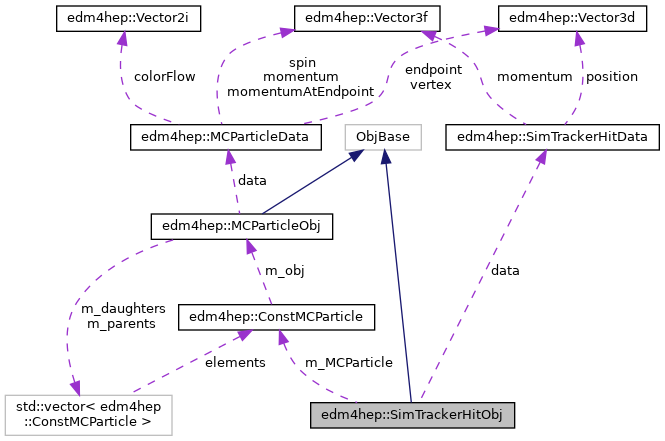 edm4hep::Vector2i
edm4hep::Vector3f
edm4hep::Vector3d
colorFlow
spin
momentum
momentumAtEndpoint
endpoint
vertex
momentum
position
edm4hep::MCParticleData
ObjBase
edm4hep::SimTrackerHitData
data
edm4hep::MCParticleObj
m_obj
data
m_daughters
m_parents
edm4hep::ConstMCParticle
elements
m_MCParticle
std::vector< edm4hep
::ConstMCParticle >
edm4hep::SimTrackerHitObj